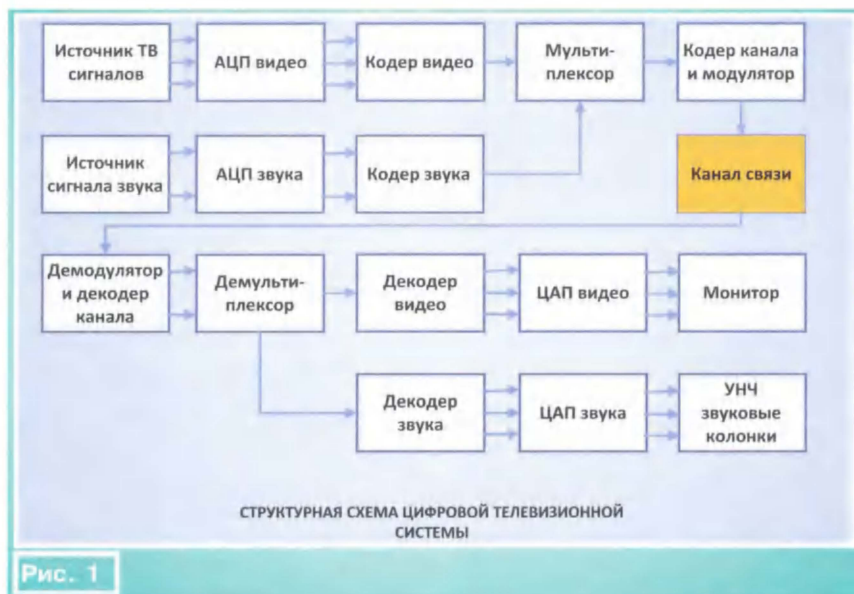 Источник ТВ
сигналов
АЦП видео
Кодер видео
Мульти-
плексор
Кодер канала
и модулятор
Источник
сигнала звука
АЦП звука
Кодер звука
Канал связи
Демодулятор
и декодер
канала
Демульти-
плексор
Декодер
видео
ЦАП видео
Монитор
Декодер
звука
ЦАП звука
УНЧ
звуковые
колонки
СТРУКТУРНАЯ СХЕМА ЦИФРОВОЙ ТЕЛЕВИЗИОННОЙ
СИСТЕМЫ
Рис. 1